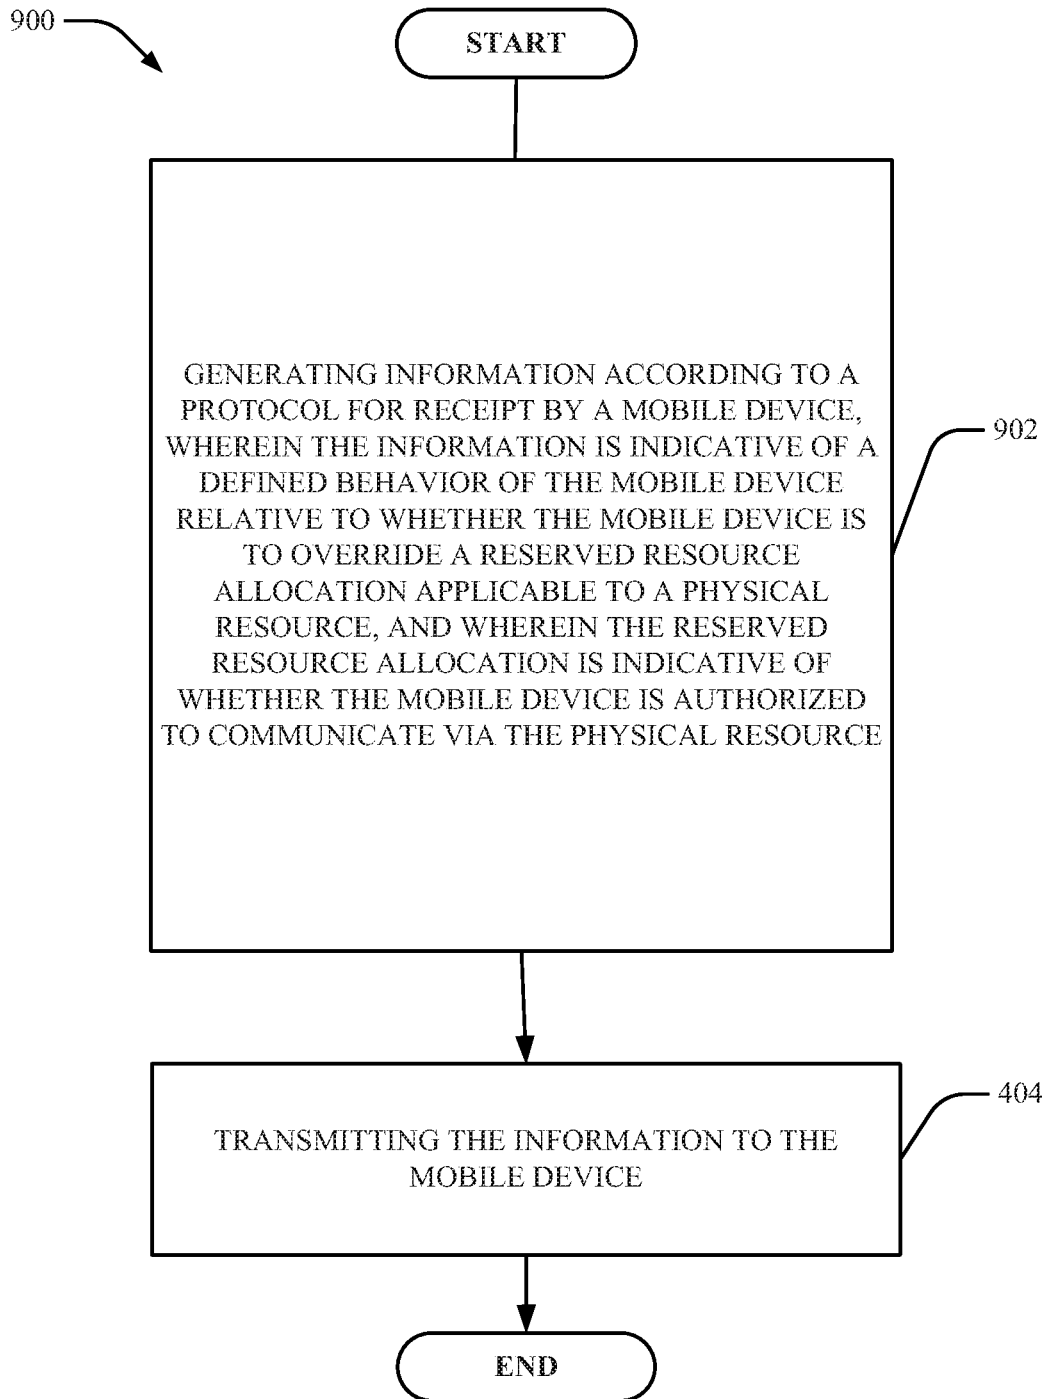 900
START
GENERATING INFORMATION ACCORDING TO A
PROTOCOL FOR RECEIPT BY A MOBILE DEVICE,
WHEREIN THE INFORMATION IS INDICATIVE OF A
DEFINED BEHAVIOR OF THE MOBILE DEVICE
RELATIVE TO WHETHER THE MOBILE DEVICE IS
TO OVERRIDE A RESERVED RESOURCE
ALLOCATION APPLICABLE TO A PHYSICAL
RESOURCE, AND WHEREIN THE RESERVED
RESOURCE ALLOCATION IS INDICATIVE OF
WHETHER THE MOBILE DEVICE IS AUTHORIZED
TO COMMUNICATE VIA THE PHYSICAL RESOURCE
902
TRANSMITTING THE INFORMATION TO THE
MOBILE DEVICE
404
END